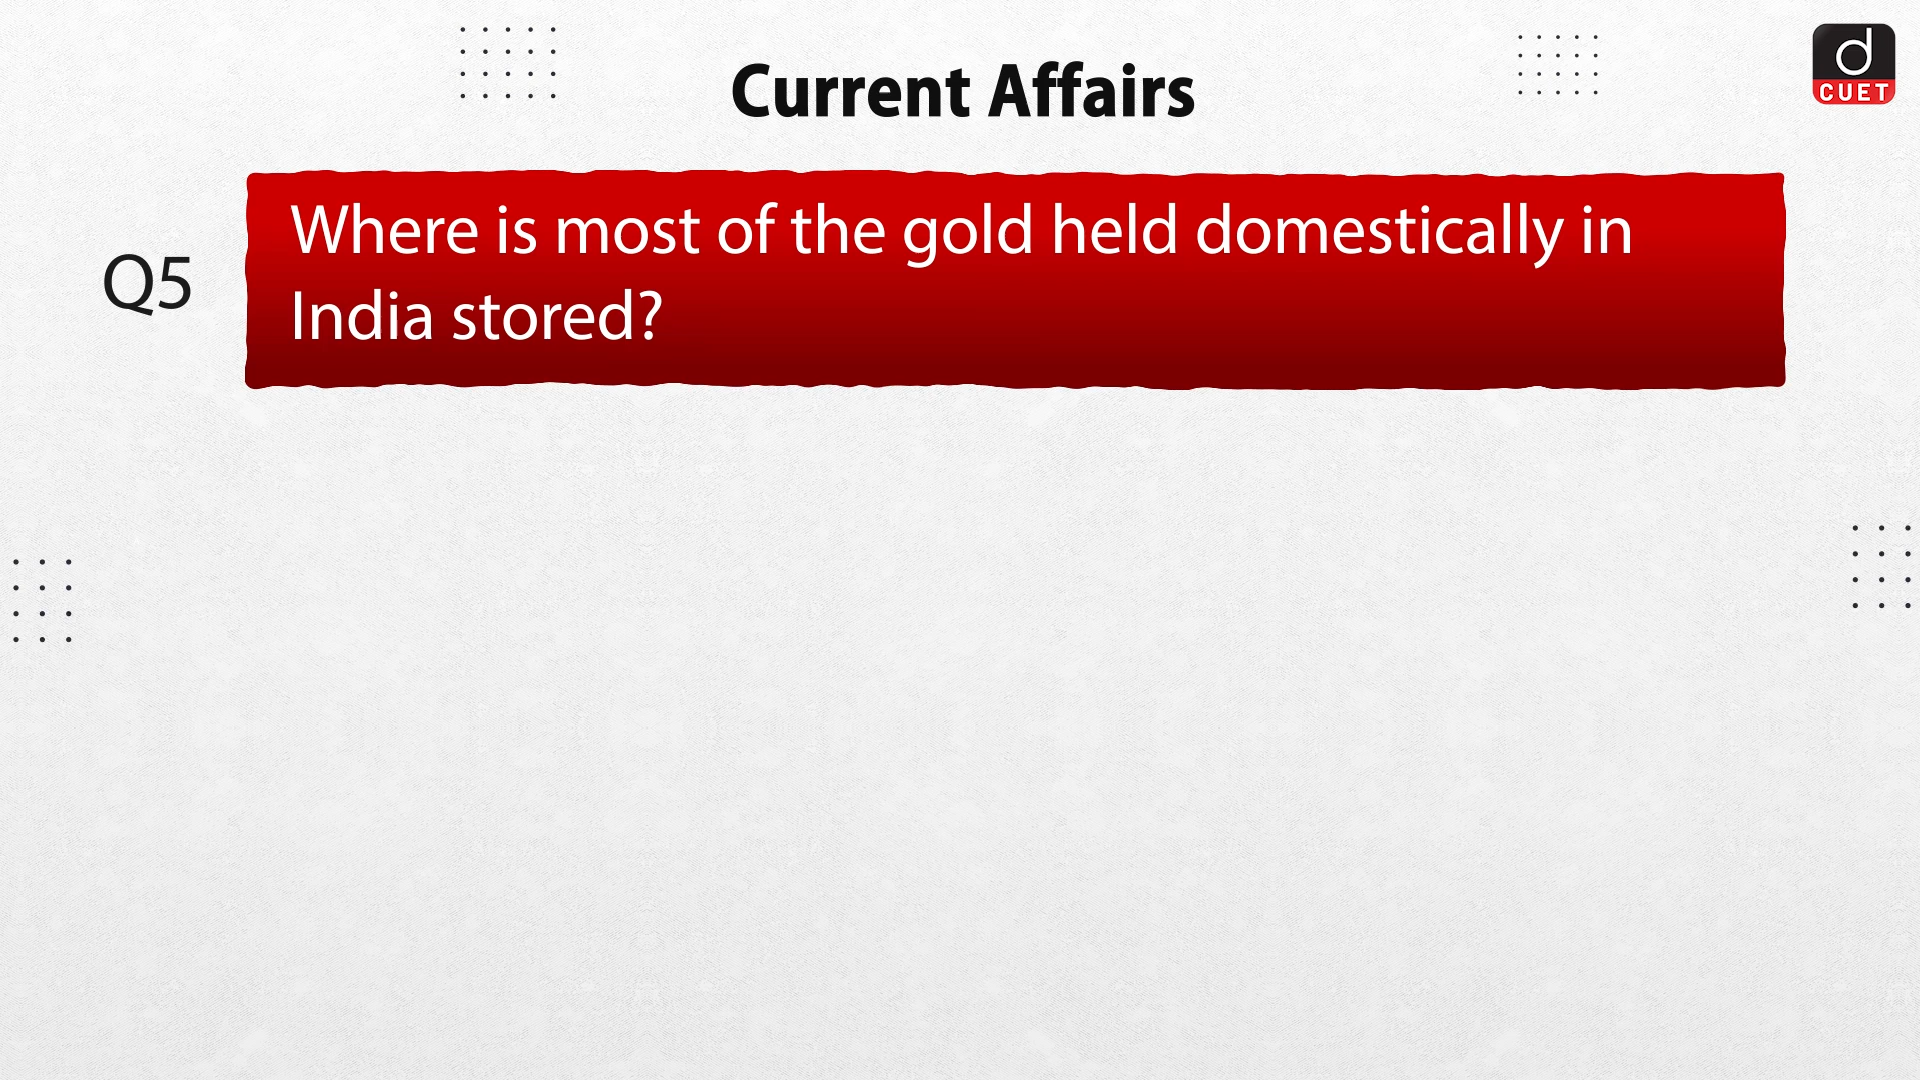 Current Affairs
d
CUET
Q5
Where is most of the gold held domestically in
India stored?